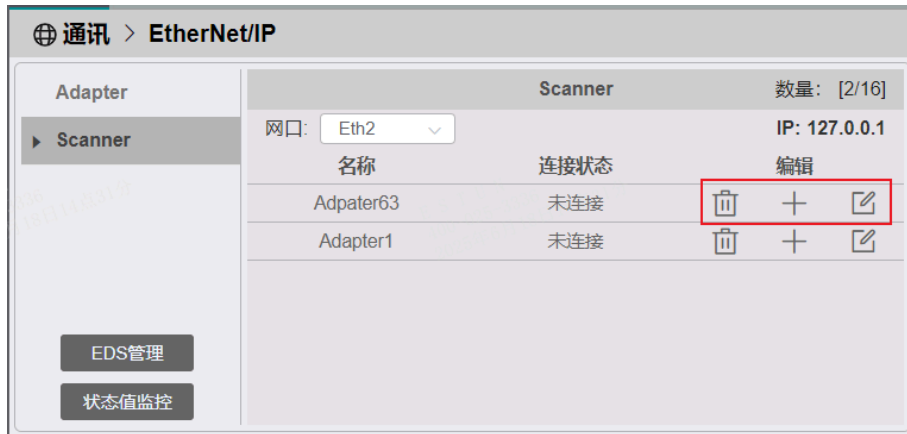 通讯 > EtherNet/IP
Adapter
Scanner
EDS管理
状态值监控
Scanner 数量: [2/16]
网口: Eth2 IP: 127.0.0.1
名称 连接状态 编辑
Adpater63 未连接
Adapter1 未连接